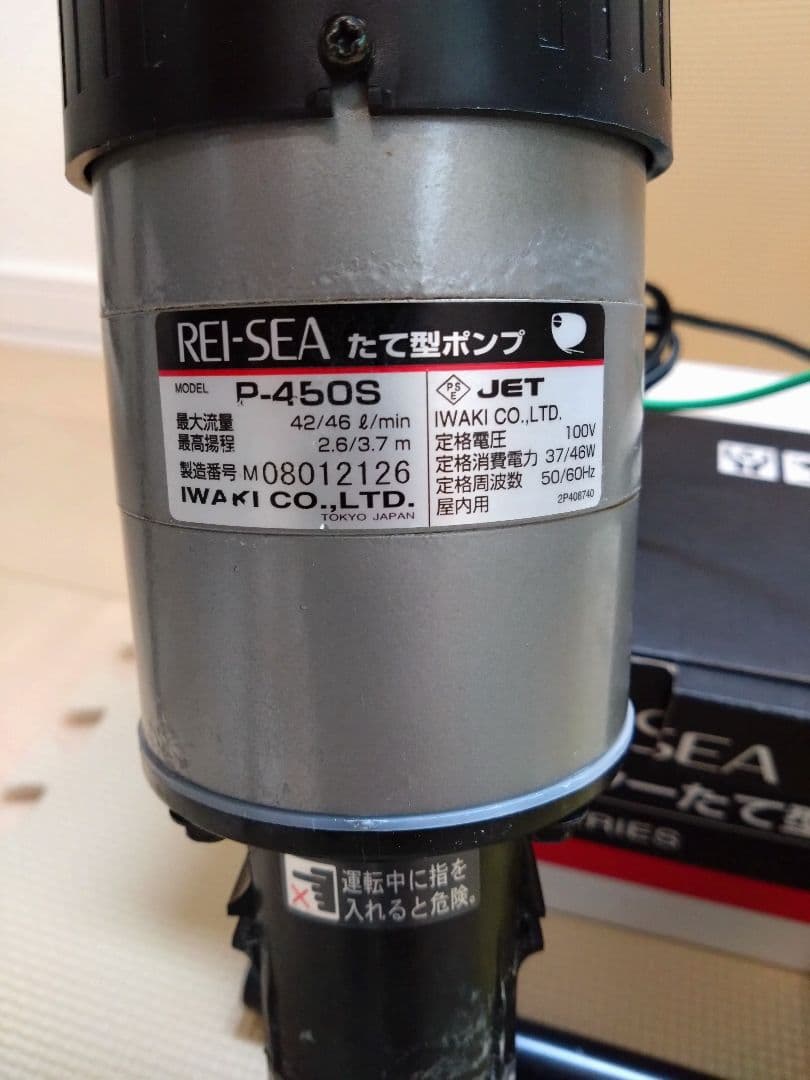 REI-SEA たて型ポンプ
MODEL P-450S
最大流量 42/46 ℓ/min
最高揚程 2.6/3.7 m
製造番号 M08012126
IWAKI CO.,LTD.
TOKYO JAPAN
PSE JET
IWAKI CO.,LTD.
定格電圧 100V
定格消費電力 37/46W
定格周波数 50/60Hz
屋内用 2P408740
運転中に指を
入れると危険。
-SEA
ーたて型
RIES